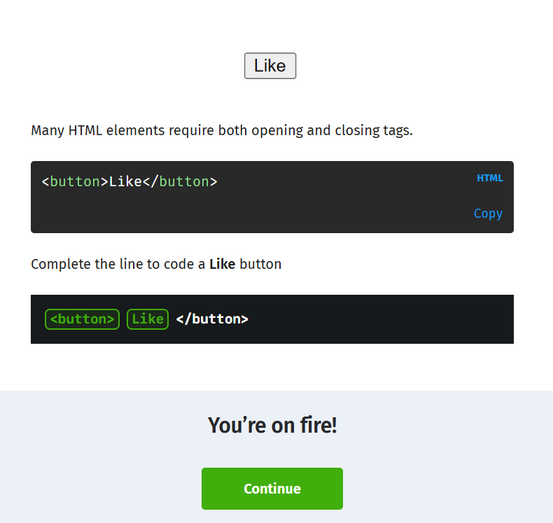 Like
Many HTML elements require both opening and closing tags.
<button>Like</button>
HTML
Copy
Complete the line to code a Like button
<button> Like </button>
You’re on fire!
Continue